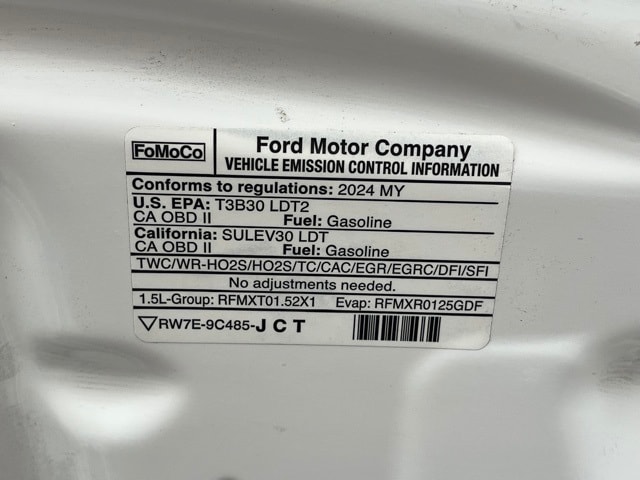 FoMoCo
Ford Motor Company
VEHICLE EMISSION CONTROL INFORMATION
Conforms to regulations: 2024 MY
U.S. EPA: T3B30 LDT2
CA OBD II Fuel: Gasoline
California: SULEV30 LDT
CA OBD II Fuel: Gasoline
TWC/WR-HO2S/HO2S/TC/CAC/EGR/EGRC/DFI/SFI
No adjustments needed.
1.5L-Group: RFMXT01.52X1 Evap: RFMXR0125GDF
RW7E-9C485-J C T